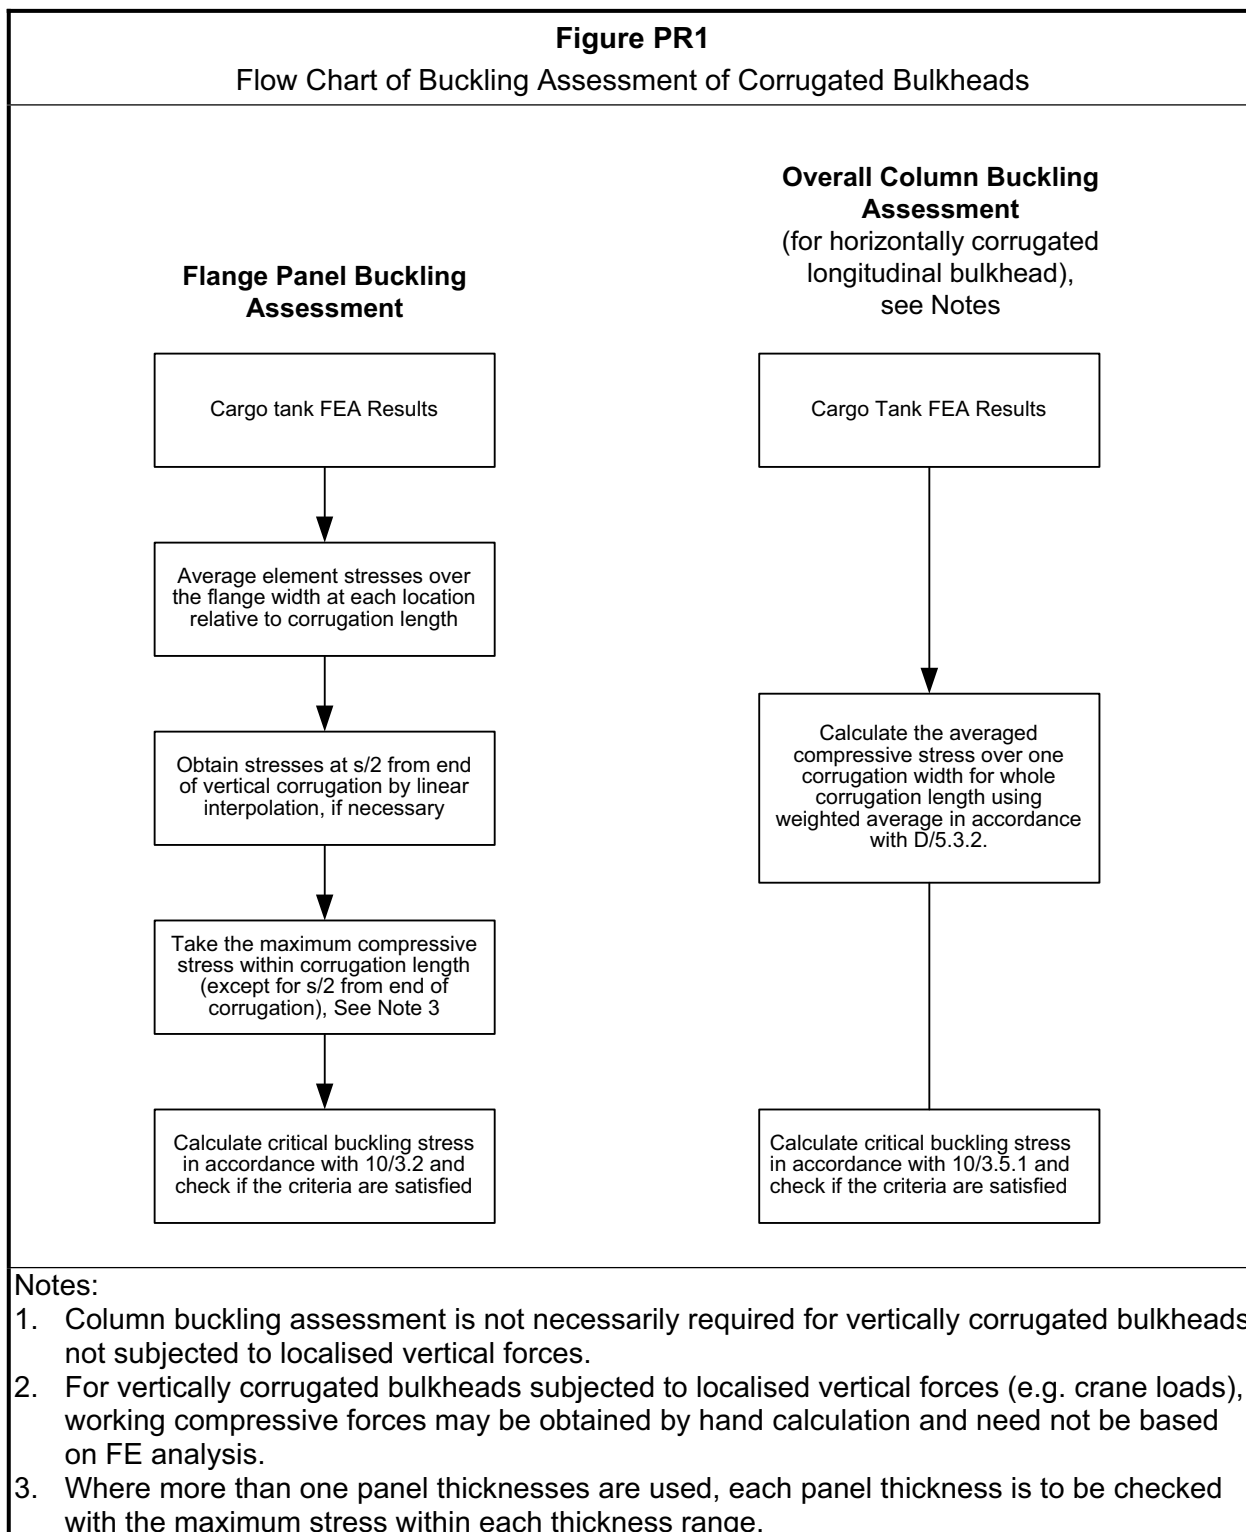 Figure PR1
Flow Chart of Buckling Assessment of Corrugated Bulkheads
Flange Panel Buckling
Assessment
Cargo tank FEA Results
Average element stresses over
the flange width at each location
relative to corrugation length
Obtain stresses at s/2 from end
of vertical corrugation by linear
interpolation, if necessary
Take the maximum compressive
stress within corrugation length
(except for s/2 from end of
corrugation), See Note 3
Calculate critical buckling stress
in accordance with 10/3.2 and
check if the criteria are satisfied
Overall Column Buckling
Assessment
(for horizontally corrugated
longitudinal bulkhead),
see Notes
Cargo Tank FEA Results
Calculate the averaged
compressive stress over one
corrugation width for whole
corrugation length using
weighted average in accordance
with D/5.3.2.
Calculate critical buckling stress
in accordance with 10/3.5.1 and
check if the criteria are satisfied
Notes:
1. Column buckling assessment is not necessarily required for vertically corrugated bulkheads
not subjected to localised vertical forces.
2. For vertically corrugated bulkheads subjected to localised vertical forces (e.g. crane loads),
working compressive forces may be obtained by hand calculation and need not be based
on FE analysis.
3. Where more than one panel thicknesses are used, each panel thickness is to be checked
with the maximum stress within each thickness range.